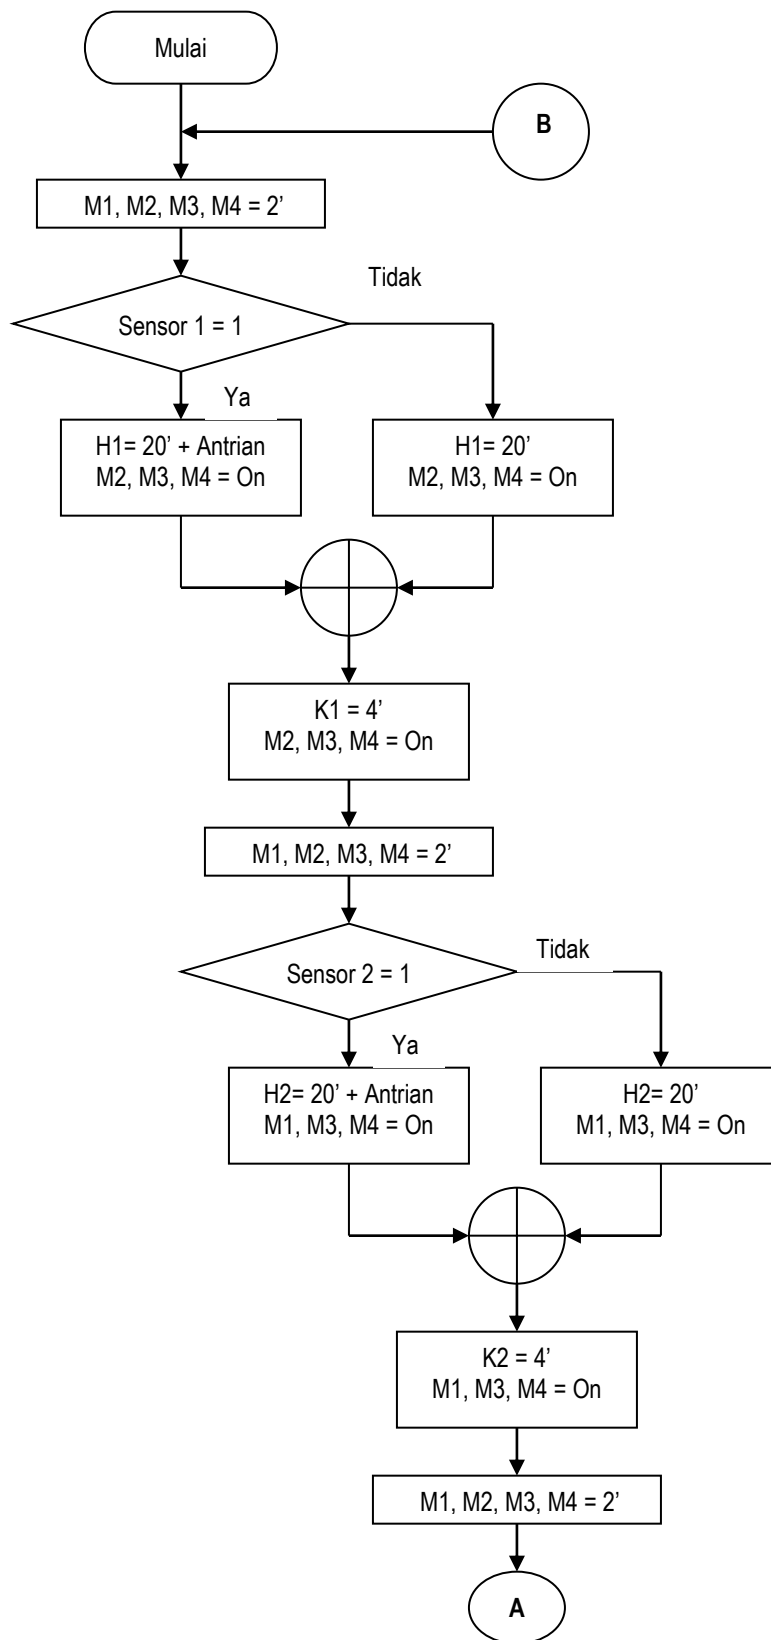 Mulai
B
M1, M2, M3, M4 = 2’
Tidak
Sensor 1 = 1
Ya
H1= 20’ + Antrian
M2, M3, M4 = On
H1= 20’
M2, M3, M4 = On
K1 = 4’
M2, M3, M4 = On
M1, M2, M3, M4 = 2’
Tidak
Sensor 2 = 1
Ya
H2= 20’ + Antrian
M1, M3, M4 = On
H2= 20’
M1, M3, M4 = On
K2 = 4’
M1, M3, M4 = On
M1, M2, M3, M4 = 2’
A